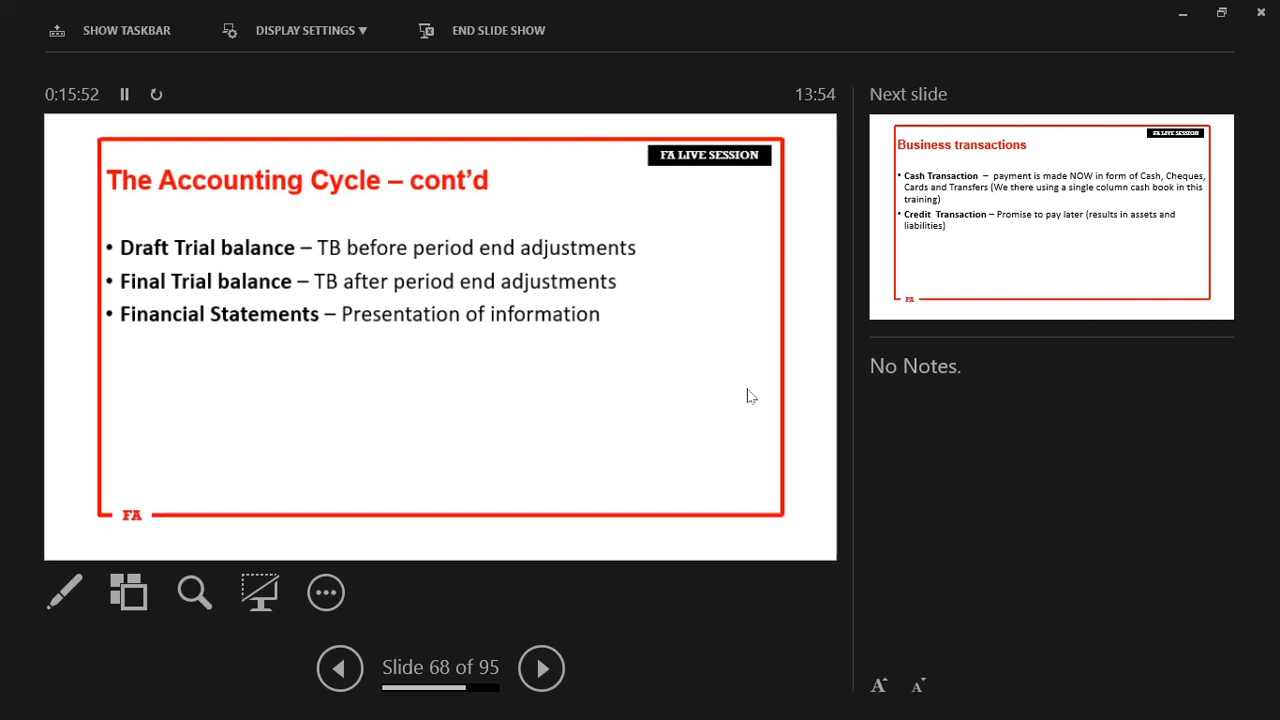 SHOW TASKBAR
DISPLAY SETTINGS
END SLIDE SHOW
0:15:52
13:54
Next slide
FA LIVE SESSION
The Accounting Cycle – cont’d
• Draft Trial balance – TB before period end adjustments
• Final Trial balance – TB after period end adjustments
• Financial Statements – Presentation of information
FA
FA LIVE SESSION
Business transactions
• Cash Transaction – payment is made NOW in form of Cash, Cheques,
Cards and Transfers (We there using a single column cash book in this
training)
• Credit Transaction – Promise to pay later (results in assets and
liabilities)
FA
No Notes.
Slide 68 of 95
A A